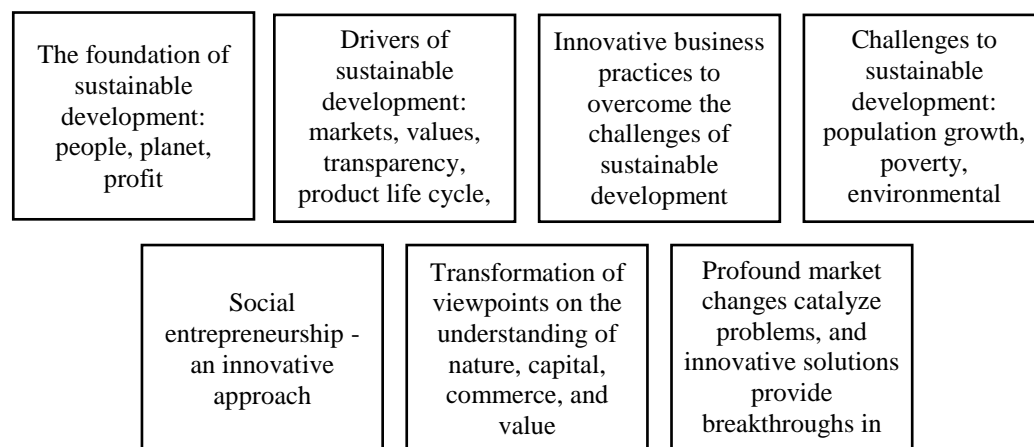 The foundation of
sustainable
development:
people, planet,
profit
Drivers of
sustainable
development:
markets, values,
transparency,
product life cycle,
Innovative business
practices to
overcome the
challenges of
sustainable
development
Challenges to
sustainable
development:
population growth,
poverty,
environmental
Social
entrepreneurship -
an innovative
approach
Transformation of
viewpoints on the
understanding of
nature, capital,
commerce, and
value
Profound market
changes catalyze
problems, and
innovative solutions
provide
breakthroughs in